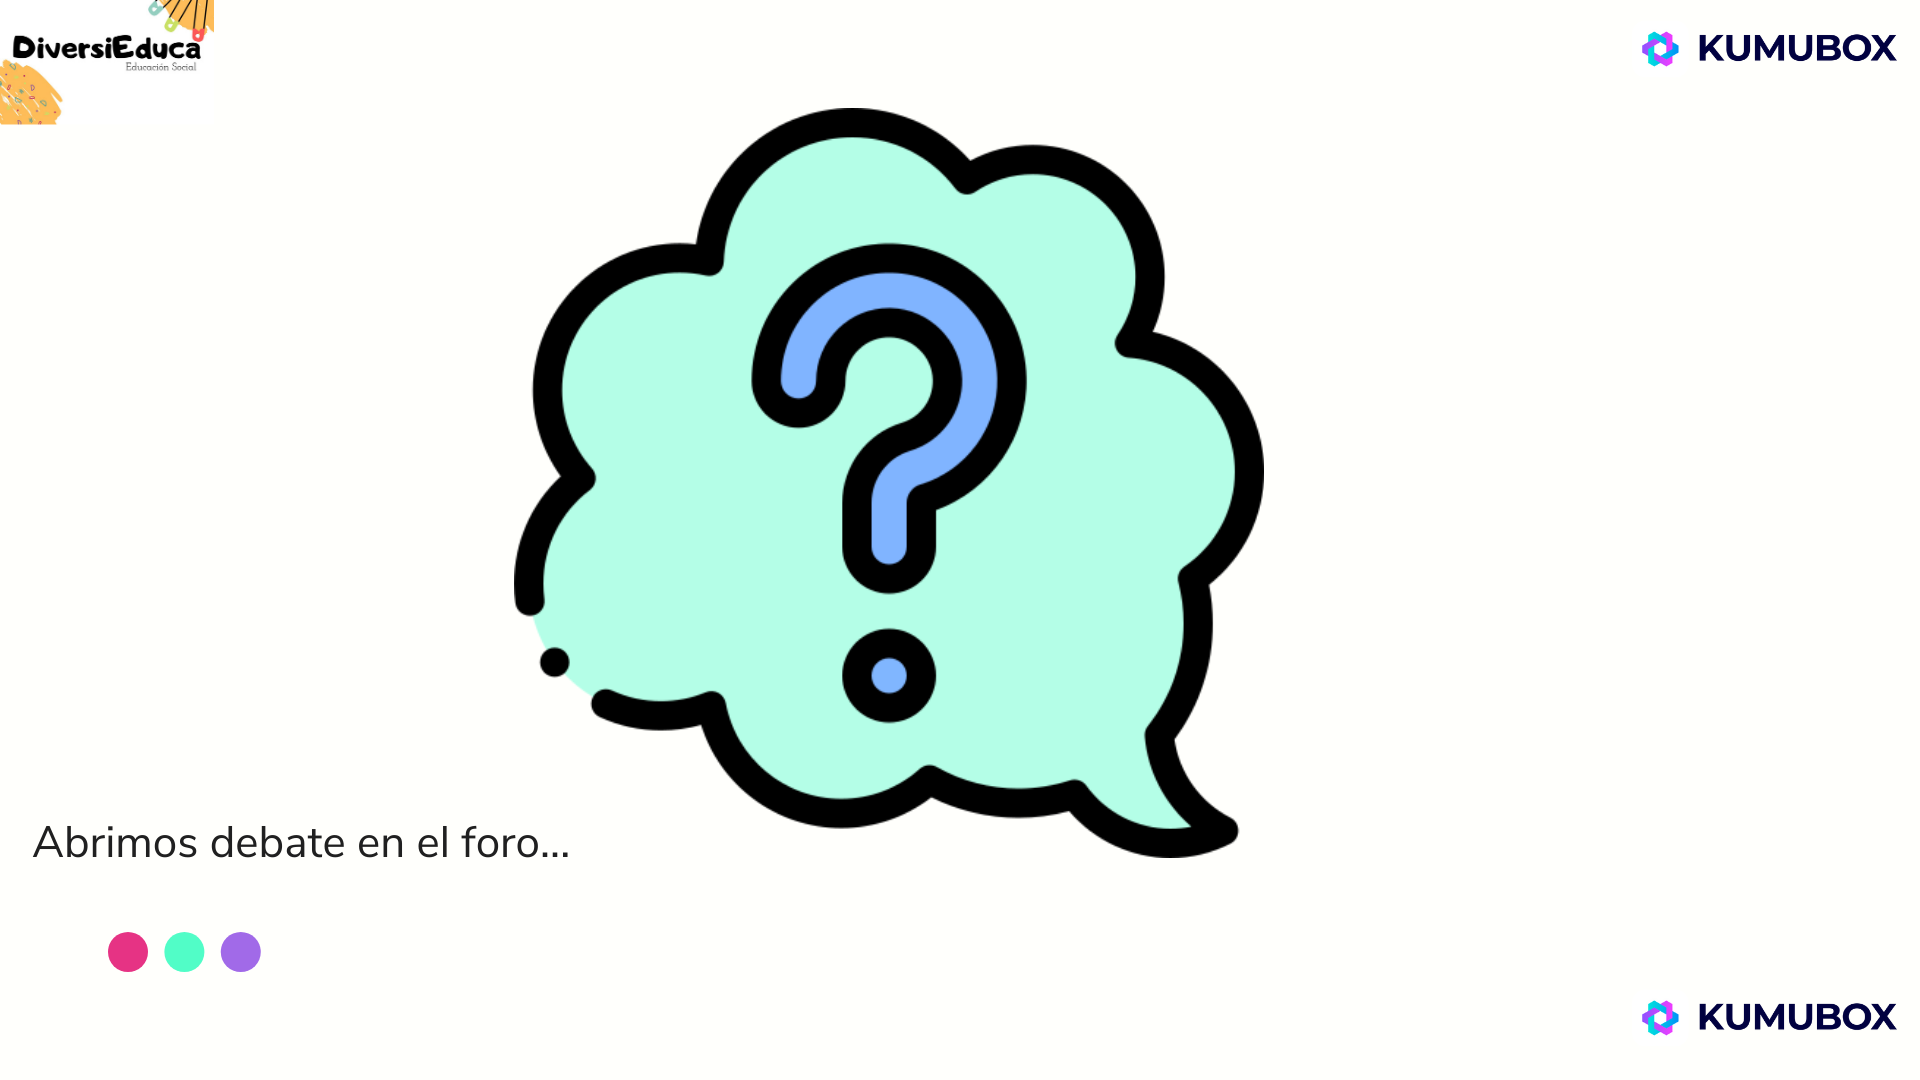 DiversiEduca
Educación Social
KUMUBOX
?
Abrimos debate en el foro...
KUMUBOX